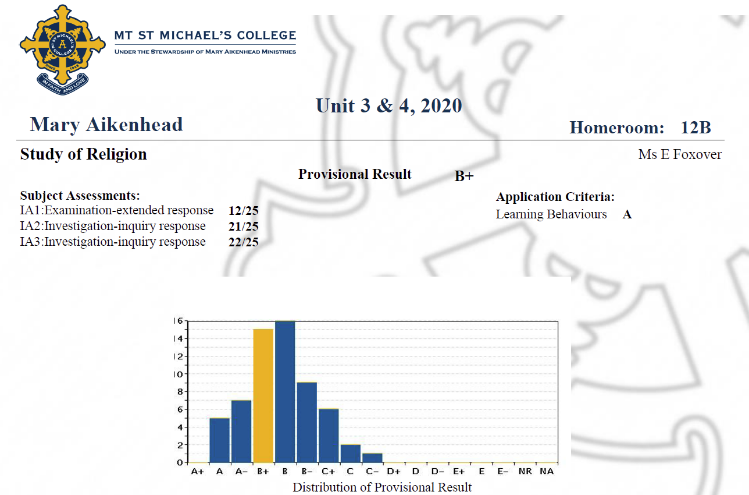 MT ST MICHAEL'S COLLEGE
UNDER THE STEWARDSHIP OF MARY AIKENHEAD MINISTRIES
Unit 3 & 4, 2020
Mary Aikenhead
Homeroom: 12B
Study of Religion
Ms E Foxover
Provisional Result B+
Subject Assessments:
IA1:Examination-extended response 12/25
IA2:Investigation-inquiry response 21/25
IA3:Investigation-inquiry response 22/25
Application Criteria:
Learning Behaviours A
16
14
12
10
8
6
4
2
0
A+ A A- B+ B B- C+ C C- D+ D D- E+ E E- NR NA
Distribution of Provisional Result